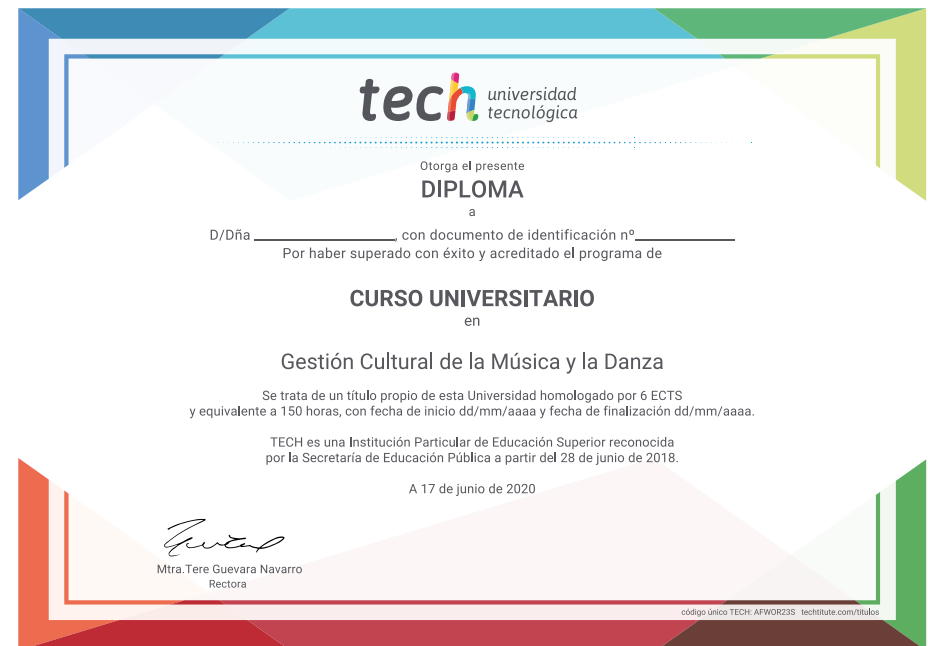 tech universidad
tecnológica
Otorga el presente
DIPLOMA
a
D/Dña ____________________, con documento de identificación nº______________
Por haber superado con éxito y acreditado el programa de
CURSO UNIVERSITARIO
en
Gestión Cultural de la Música y la Danza
Se trata de un título propio de esta Universidad homologado por 6 ECTS
y equivalente a 150 horas, con fecha de inicio dd/mm/aaaa y fecha de finalización dd/mm/aaaa.
TECH es una Institución Particular de Educación Superior reconocida
por la Secretaría de Educación Pública a partir del 28 de junio de 2018.
A 17 de junio de 2020
Mtra.Tere Guevara Navarro
Rectora
código único TECH: AFWOR23S techtitute.com/titulos